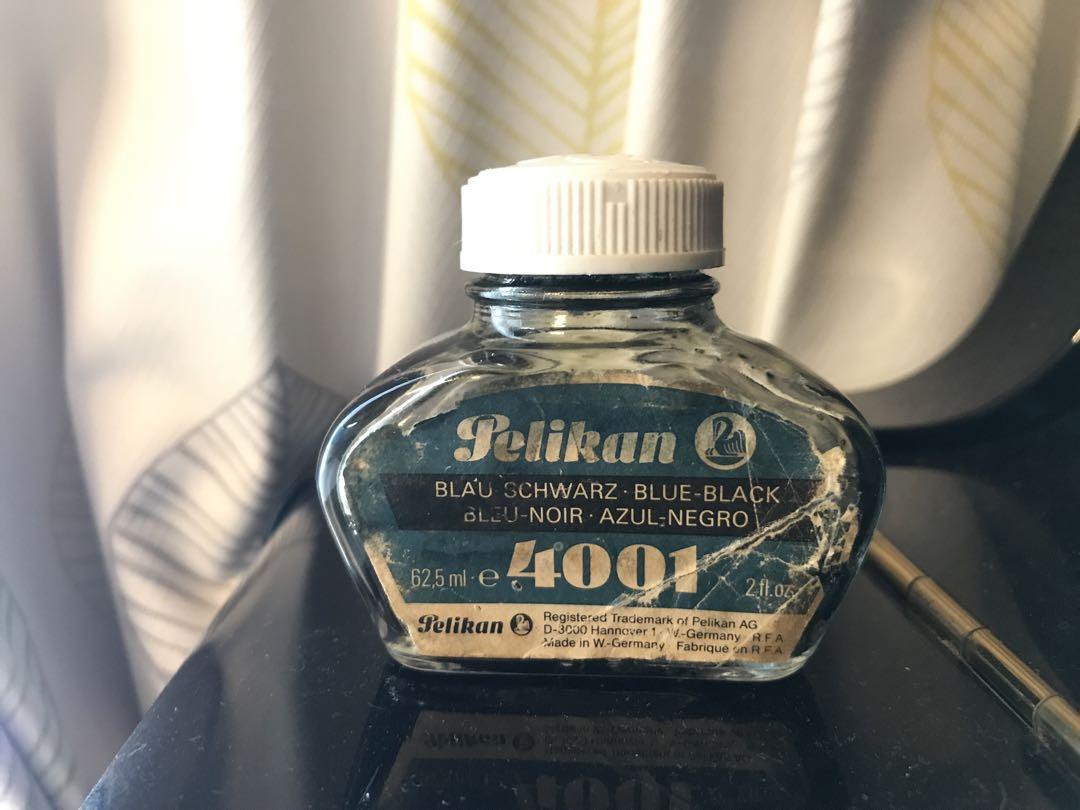 Pelikan
BLAU SCHWARZ · BLUE-BLACK
BLEU-NOIR · AZUL-NEGRO
62,5 ml · e 4001 2 fl.oz.
Pelikan Registered Trademark of Pelikan AG
D-3000 Hannover 1 · W.-Germany R F A
Made in W.-Germany Fabriqué en R F A